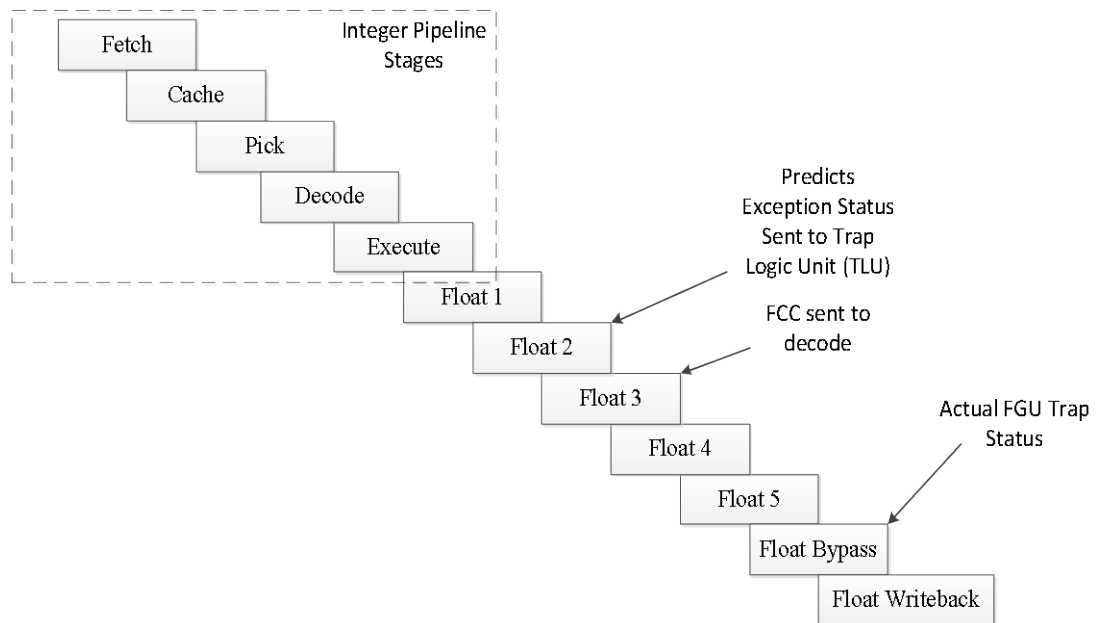 Fetch
Integer Pipeline
Stages
Cache
Pick
Decode
Execute
Predicts
Exception Status
Sent to Trap
Logic Unit (TLU)
Float 1
FCC sent to
decode
Float 2
Float 3
Actual FGU Trap
Status
Float 4
Float 5
Float Bypass
Float Writeback